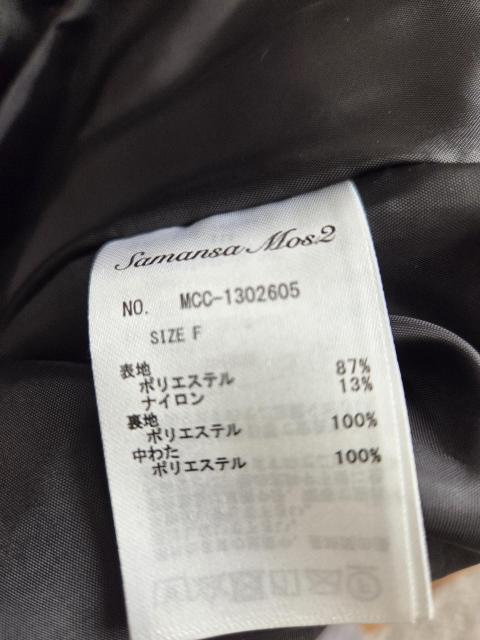 Samansa Mos2
NO. MCC-1302605
SIZE F
表地
ポリエステル 87%
ナイロン 13%
裏地
ポリエステル 100%
中わた
ポリエステル 100%